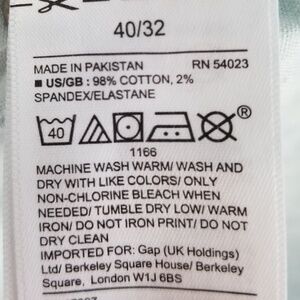 40/32
MADE IN PAKISTAN RN 54023
■ US/GB : 98% COTTON, 2%
SPANDEX/ELASTANE
40
®
1166
MACHINE WASH WARM/ WASH AND
DRY WITH LIKE COLORS/ ONLY
NON-CHLORINE BLEACH WHEN
NEEDED/ TUMBLE DRY LOW/ WARM
IRON/ DO NOT IRON PRINT/ DO NOT
DRY CLEAN
IMPORTED FOR: Gap (UK Holdings)
Ltd/ Berkeley Square House/ Berkeley
Square, London W1J 6BS